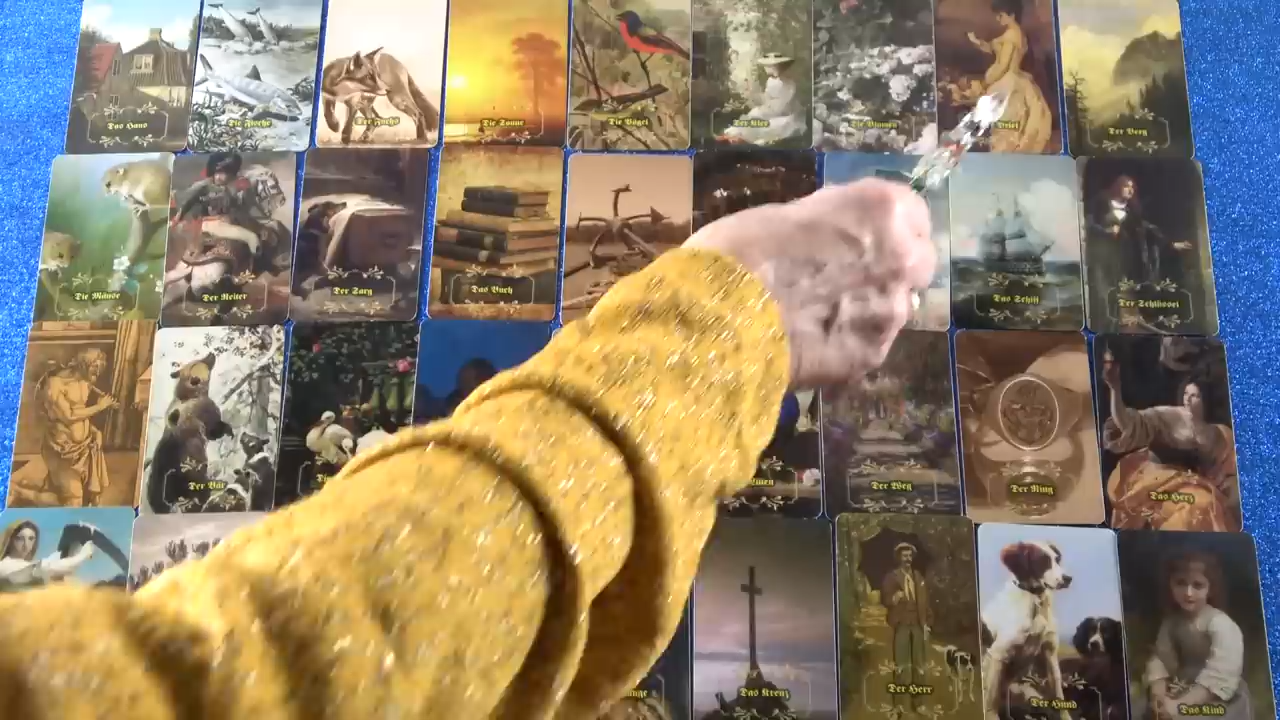 Das Haus
Die Fische
Der Fuchs
Die Sonne
Die Vögel
Der Klee
Die Blumen
Brief
Der Berg
Die Mäuse
Der Reiter
Der Sarg
Das Buch
Das Schiff
Der Schlüssel
Der Bär
Der Weg
Der Ring
Das Herz
Das Kreuz
Der Herr
Der Hund
Das Kind